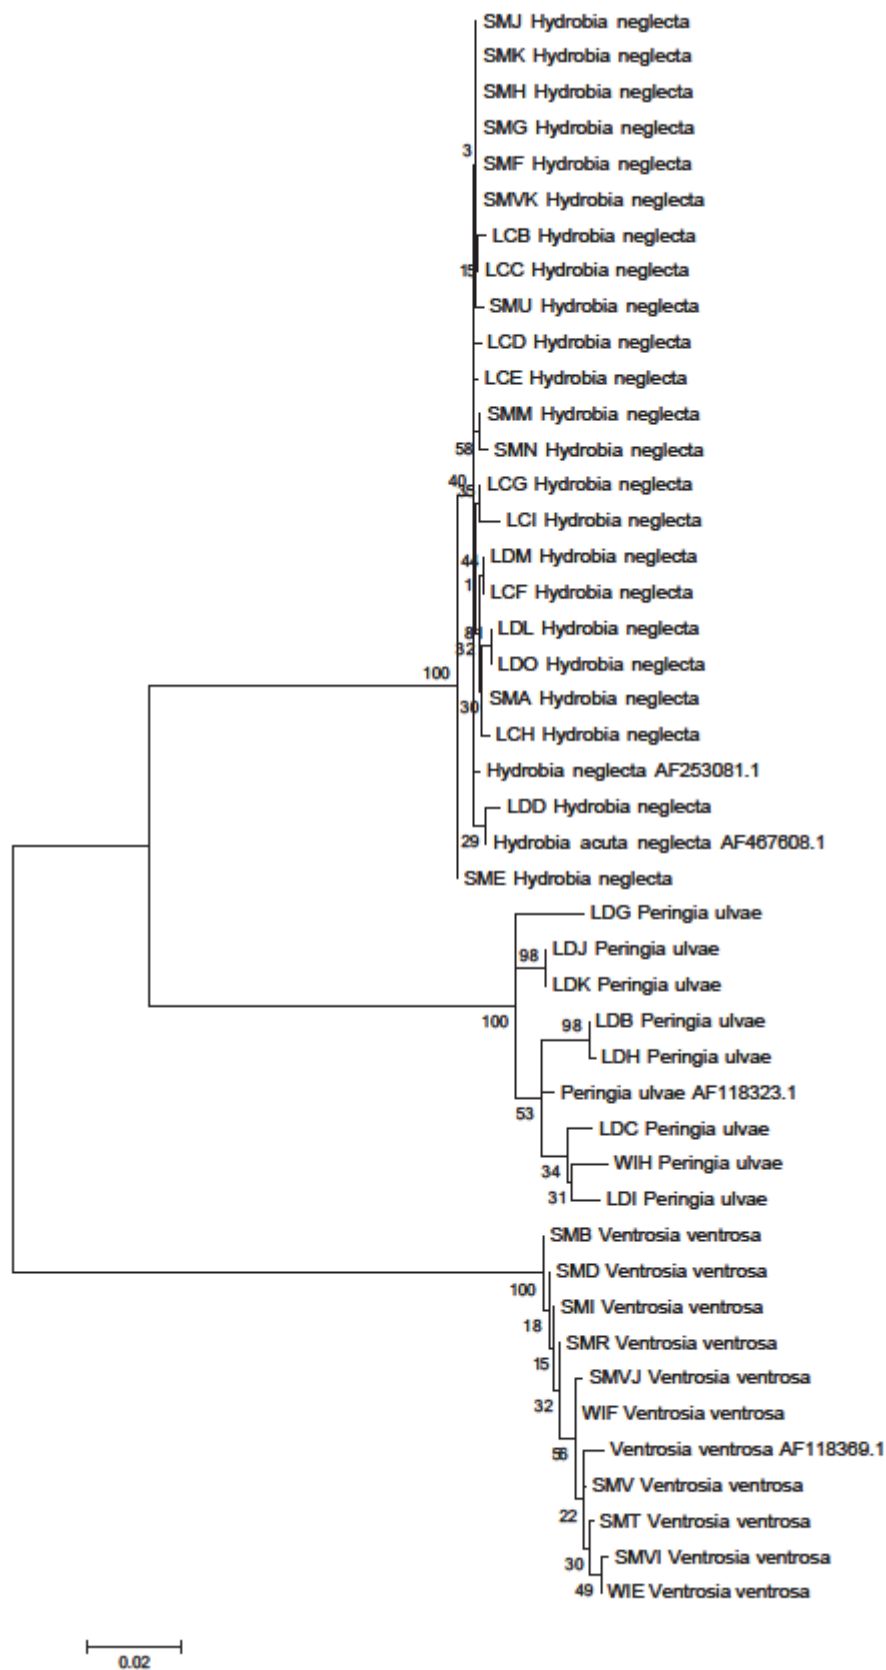 SMJ Hydrobia neglecta
SMK Hydrobia neglecta
SMH Hydrobia neglecta
SMG Hydrobia neglecta
3
SMF Hydrobia neglecta
SMVK Hydrobia neglecta
LCB Hydrobia neglecta
15 LCC Hydrobia neglecta
SMU Hydrobia neglecta
LCD Hydrobia neglecta
LCE Hydrobia neglecta
SMM Hydrobia neglecta
58 SMN Hydrobia neglecta
40 35 LCG Hydrobia neglecta
LCI Hydrobia neglecta
44 LDM Hydrobia neglecta
1 LCF Hydrobia neglecta
LDL Hydrobia neglecta
32
LDO Hydrobia neglecta
100
SMA Hydrobia neglecta
30
LCH Hydrobia neglecta
Hydrobia neglecta AF253081.1
LDD Hydrobia neglecta
29 Hydrobia acuta neglecta AF467608.1
SME Hydrobia neglecta
LDG Peringia ulvae
98 LDJ Peringia ulvae
LDK Peringia ulvae
100
98 LDB Peringia ulvae
LDH Peringia ulvae
Peringia ulvae AF118323.1
53
LDC Peringia ulvae
WIH Peringia ulvae
34
31 LDI Peringia ulvae
SMB Ventrosia ventrosa
SMD Ventrosia ventrosa
100
SMI Ventrosia ventrosa
18
SMR Ventrosia ventrosa
15
SMVJ Ventrosia ventrosa
32
WIF Ventrosia ventrosa
56 Ventrosia ventrosa AF118369.1
SMV Ventrosia ventrosa
22
SMT Ventrosia ventrosa
SMVI Ventrosia ventrosa
30
49 WIE Ventrosia ventrosa
0.02